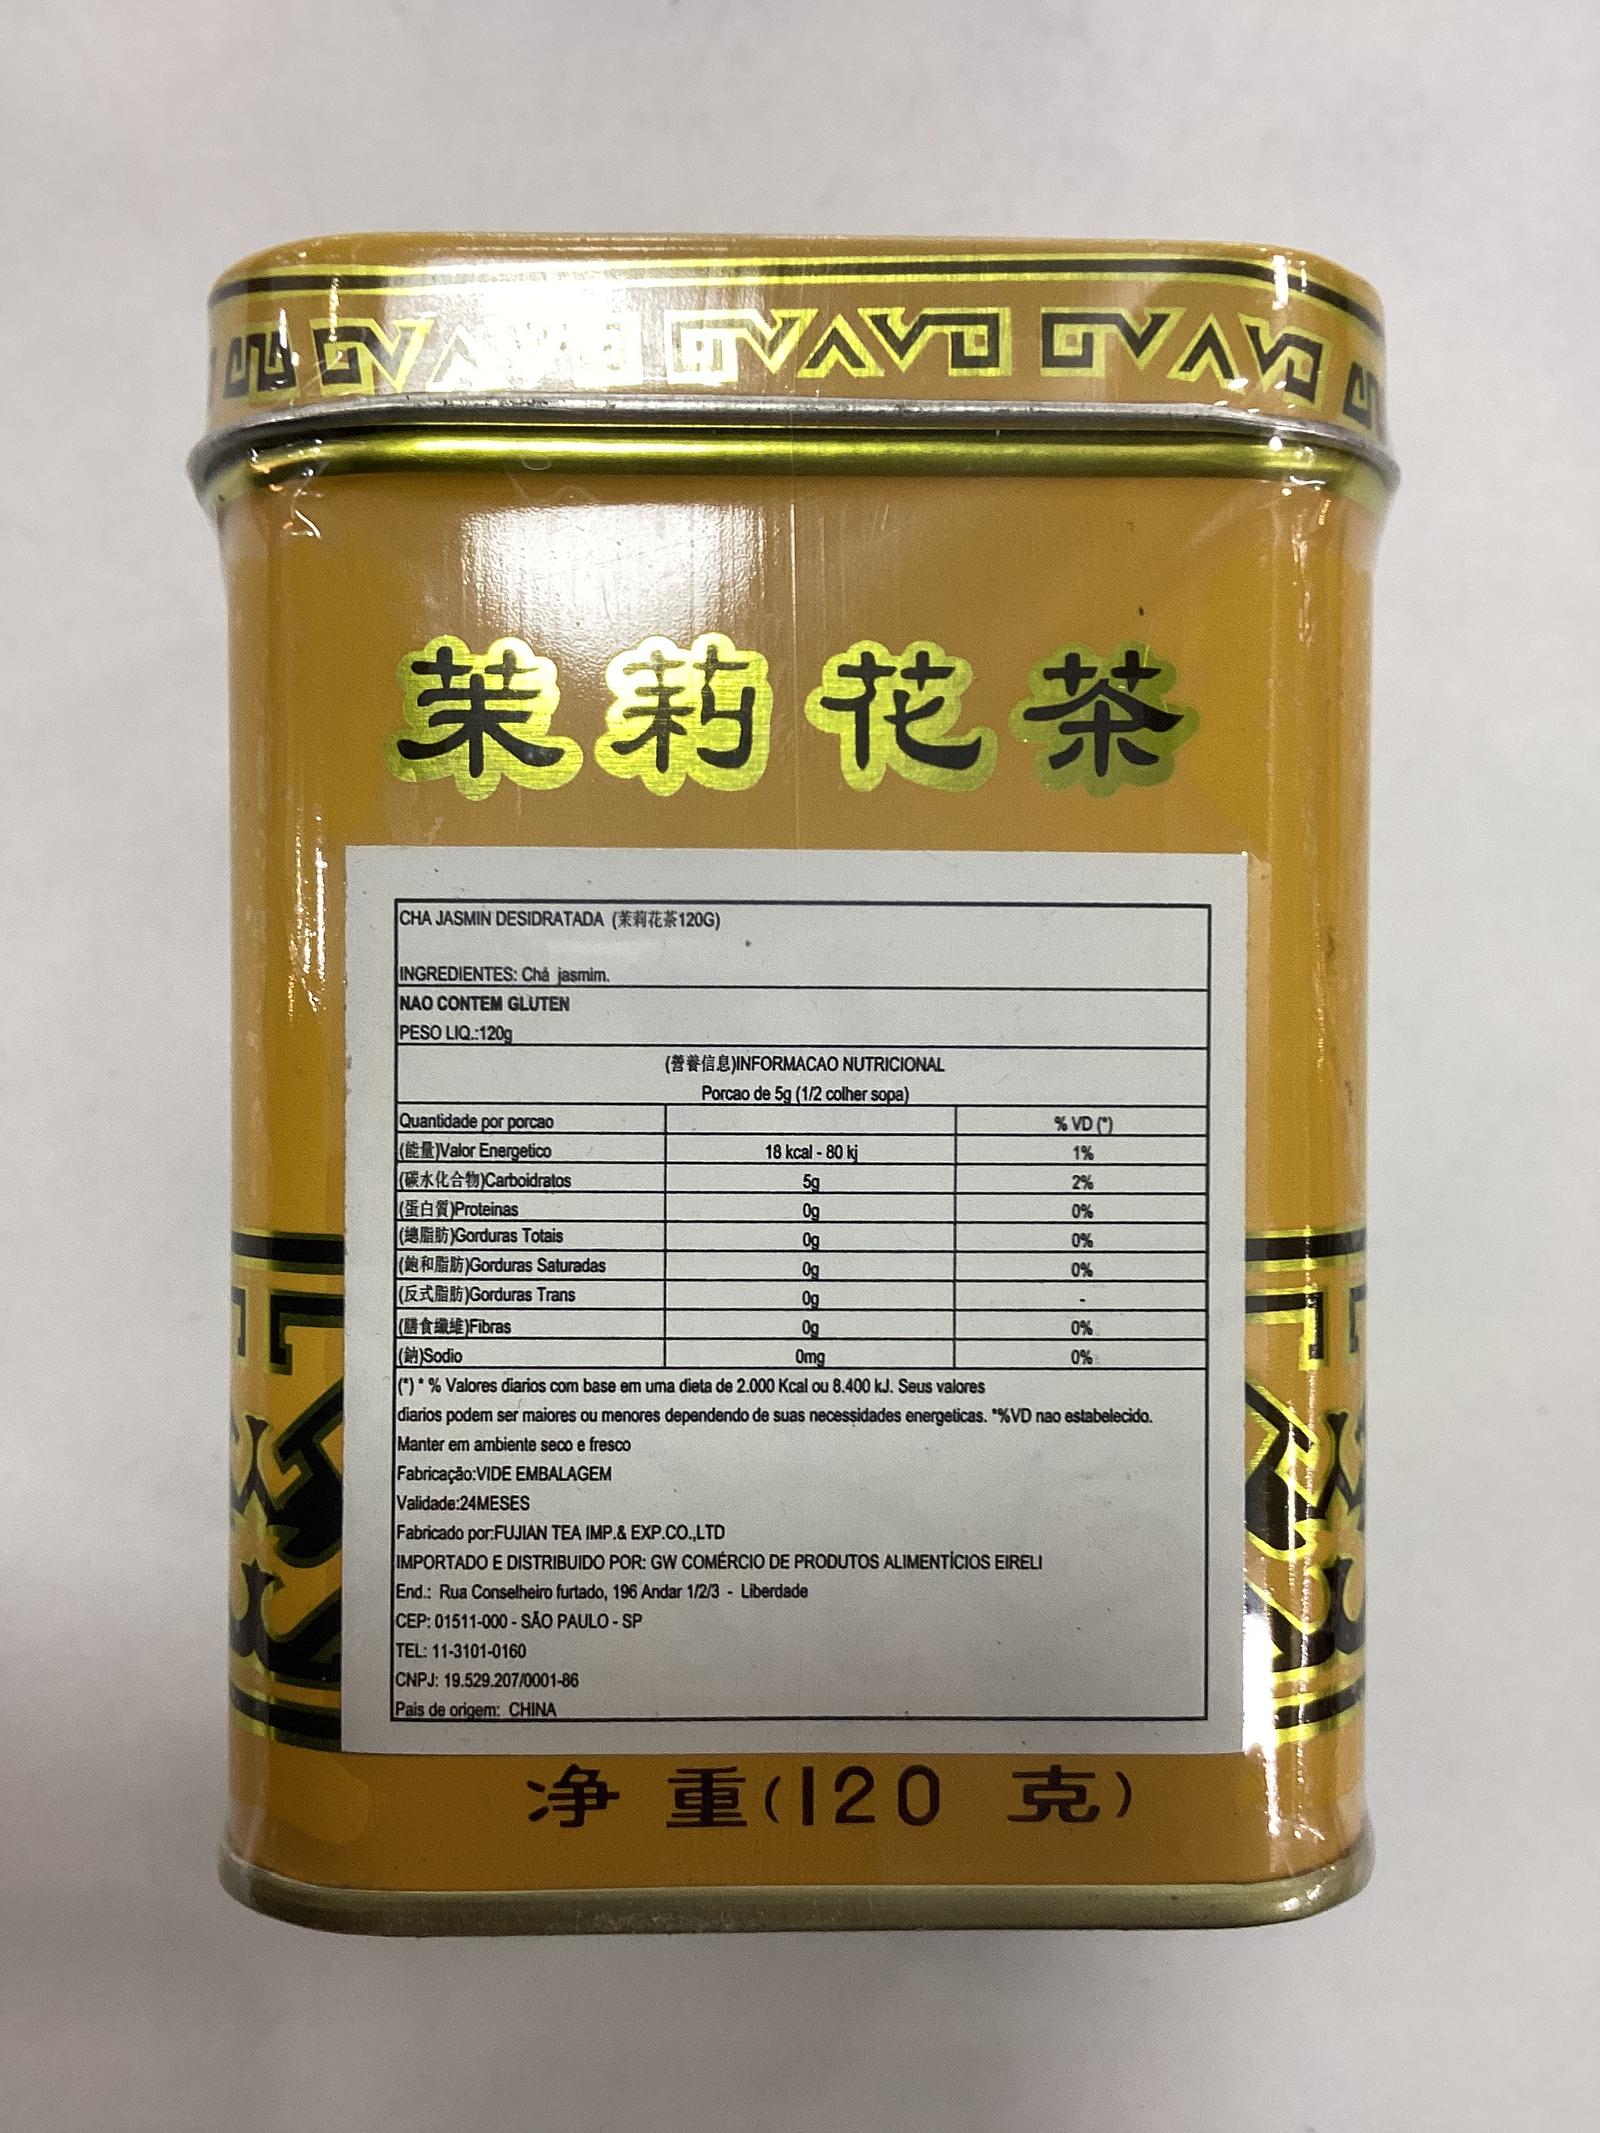 茉莉花茶
CHA JASMIN DESIDRATADA (茉莉花茶120G)
INGREDIENTES: Chá jasmim.
NAO CONTEM GLUTEN
PESO LIQ.:120g
(營養信息)INFORMACAO NUTRICIONAL
Porcao de 5g (1/2 colher sopa)
Quantidade por porcao % VD (*)
(能量)Valor Energetico 18 kcal - 80 kj 1%
(碳水化合物)Carboidratos 5g 2%
(蛋白質)Proteinas 0g 0%
(總脂肪)Gorduras Totais 0g 0%
(飽和脂肪)Gorduras Saturadas 0g 0%
(反式脂肪)Gorduras Trans 0g -
(膳食纖維)Fibras 0g 0%
(鈉)Sodio 0mg 0%
(*) * % Valores diarios com base em uma dieta de 2.000 Kcal ou 8.400 kJ. Seus valores
diarios podem ser maiores ou menores dependendo de suas necessidades energeticas. *%VD nao estabelecido.
Manter em ambiente seco e fresco
Fabricação:VIDE EMBALAGEM
Validade:24MESES
Fabricado por:FUJIAN TEA IMP.& EXP.CO.,LTD
IMPORTADO E DISTRIBUIDO POR: GW COMÉRCIO DE PRODUTOS ALIMENTÍCIOS EIRELI
End.: Rua Conselheiro furtado, 196 Andar 1/2/3 - Liberdade
CEP: 01511-000 - SÃO PAULO - SP
TEL: 11-3101-0160
CNPJ: 19.529.207/0001-86
Pais de origem: CHINA
净 重(120 克)